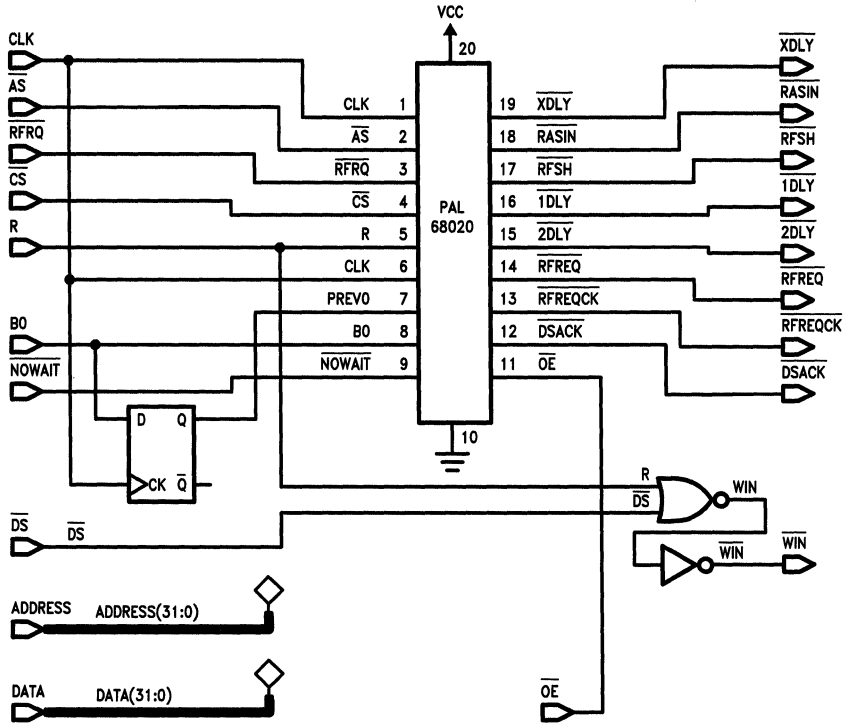 VCC
20
CLK
AS
RFRQ
CS
R
B0
NOWAIT
DS
DS
ADDRESS
ADDRESS(31:0)
DATA
DATA(31:0)
CLK 1
AS 2
RFRQ 3
CS 4
R 5
CLK 6
PREV0 7
B0 8
NOWAIT 9
PAL
68020
19 XDLY
18 RASIN
17 RFSH
16 1DLY
15 2DLY
14 RFREQ
13 RFREQCK
12 DSACK
11 OE
10
XDLY
RASIN
RFSH
1DLY
2DLY
RFREQ
RFREQCK
DSACK
D Q
CK Q
R
DS
WIN
WIN
WIN
OE